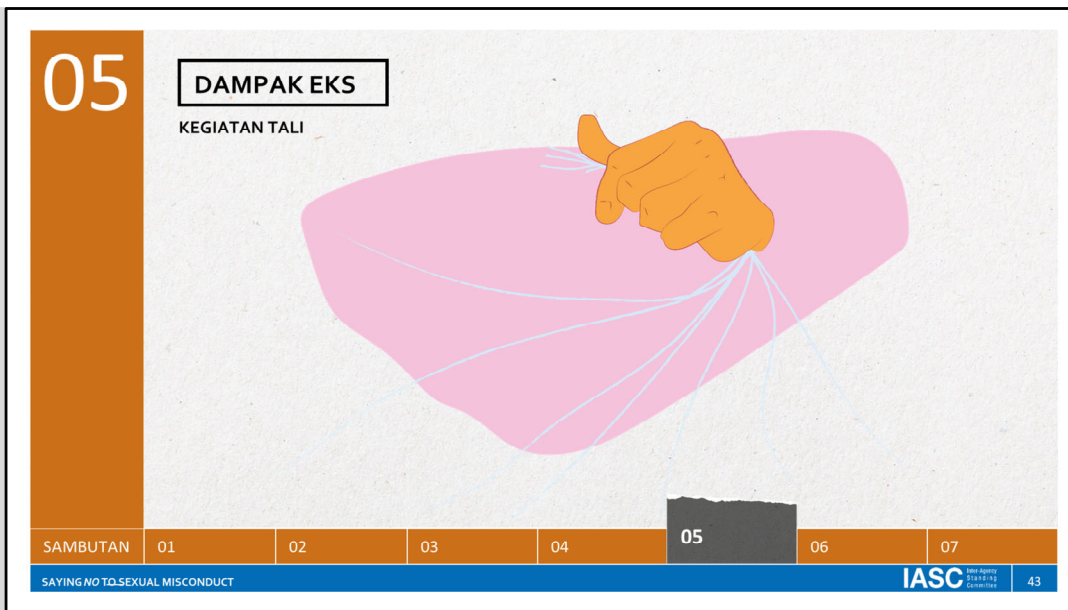 05
DAMPAK EKS
KEGIATAN TALI
SAMBUTAN 01 02 03 04 05 06 07
SAYING NO TO SEXUAL MISCONDUCT
IASC Inter-Agency Standing Committee 43